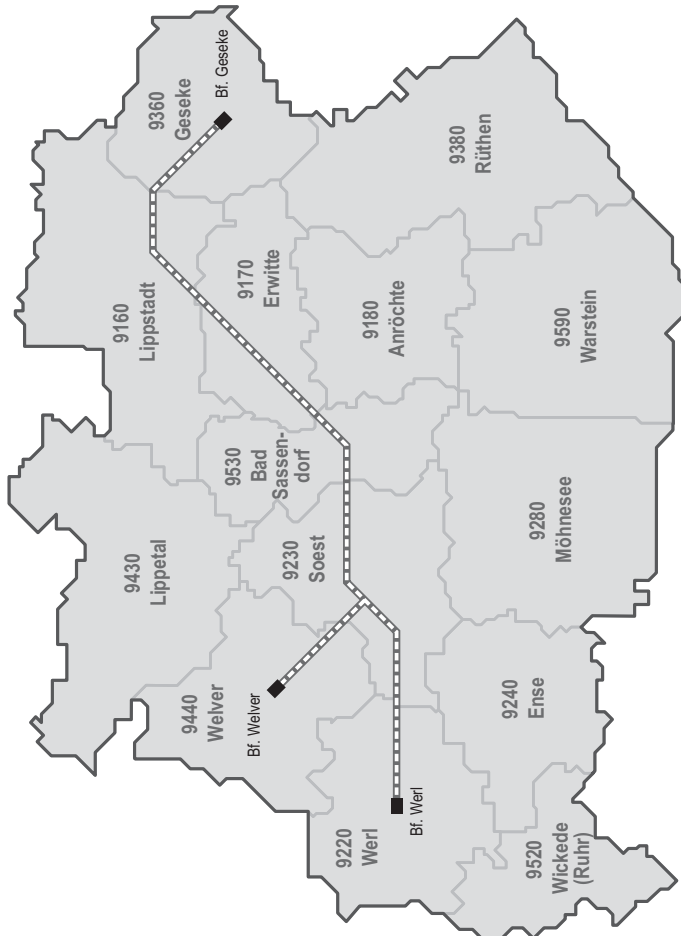 9430
Lippetal
9160
Lippstadt
9360
Geseke
Bf. Geseke
9440
Welver
Bf. Welver
9230
Soest
9530
Bad
Sassen-
dorf
9170
Erwitte
9220
Werl
Bf. Werl
9180
Anröchte
9380
Rüthen
9240
Ense
9280
Möhnesee
9590
Warstein
9520
Wickede
(Ruhr)